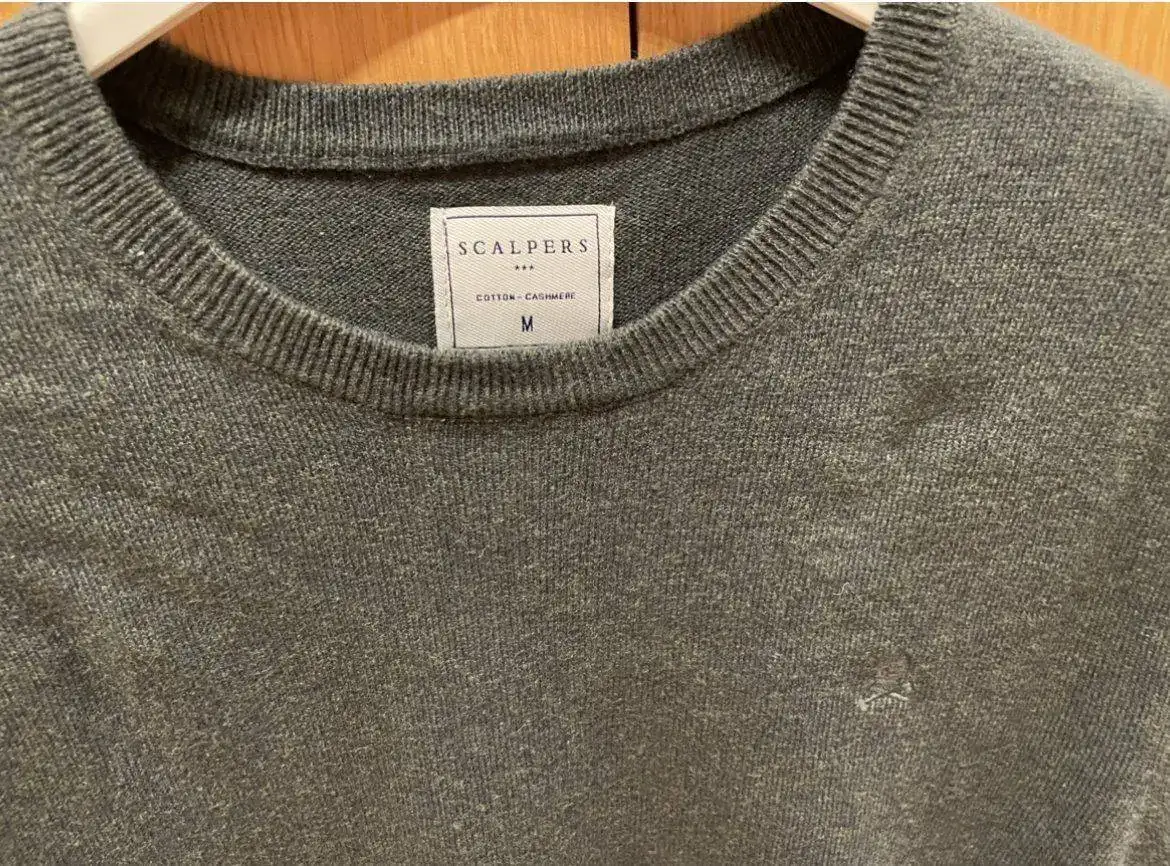 SCALPERS
***
COTTON - CASHMERE
M